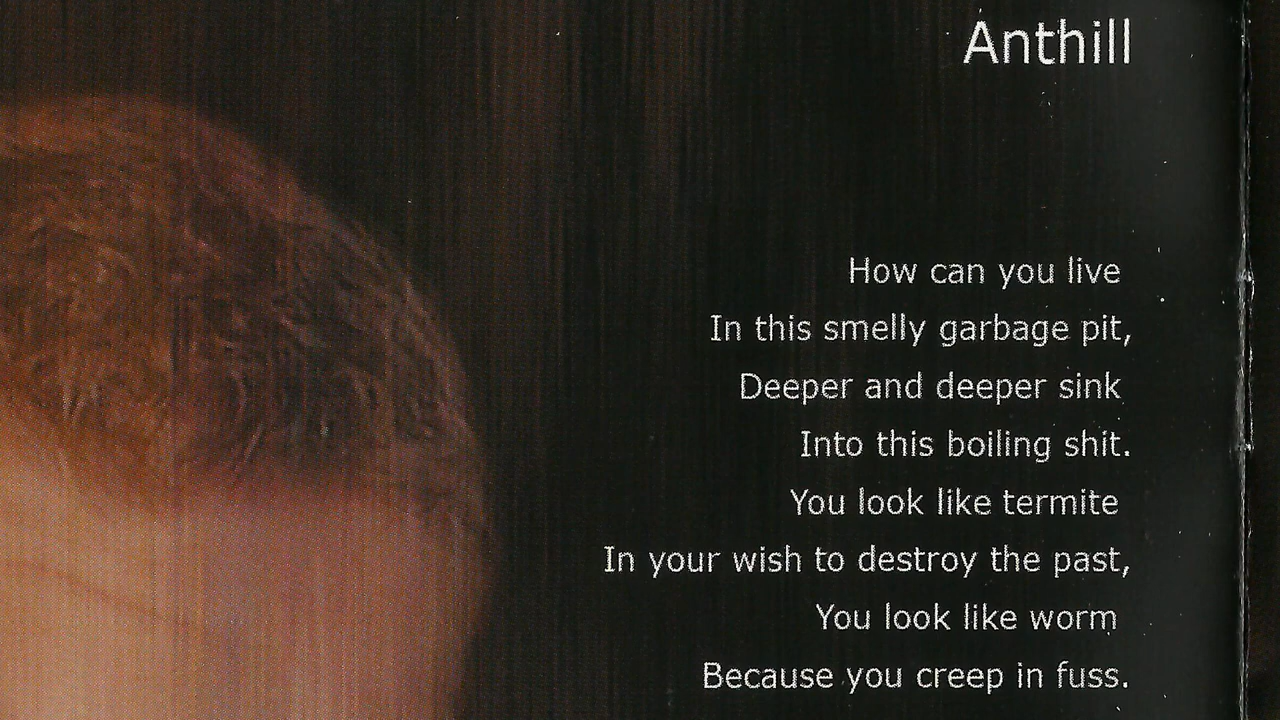 Anthill
How can you live
In this smelly garbage pit,
Deeper and deeper sink
Into this boiling shit.
You look like termite
In your wish to destroy the past,
You look like worm
Because you creep in fuss.